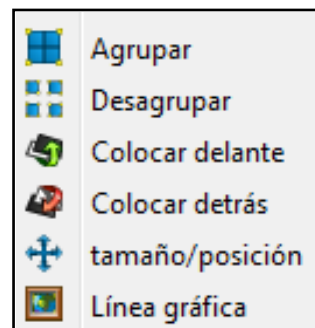 Agrupar
Desagrupar
Colocar delante
Colocar detrás
tamaño/posición
Línea gráfica